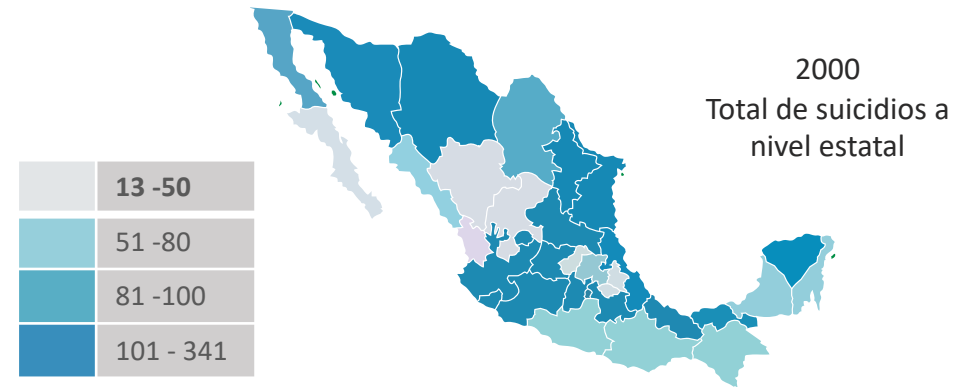 2000
Total de suicidios a
nivel estatal
13 -50
51 -80
81 -100
101 - 341